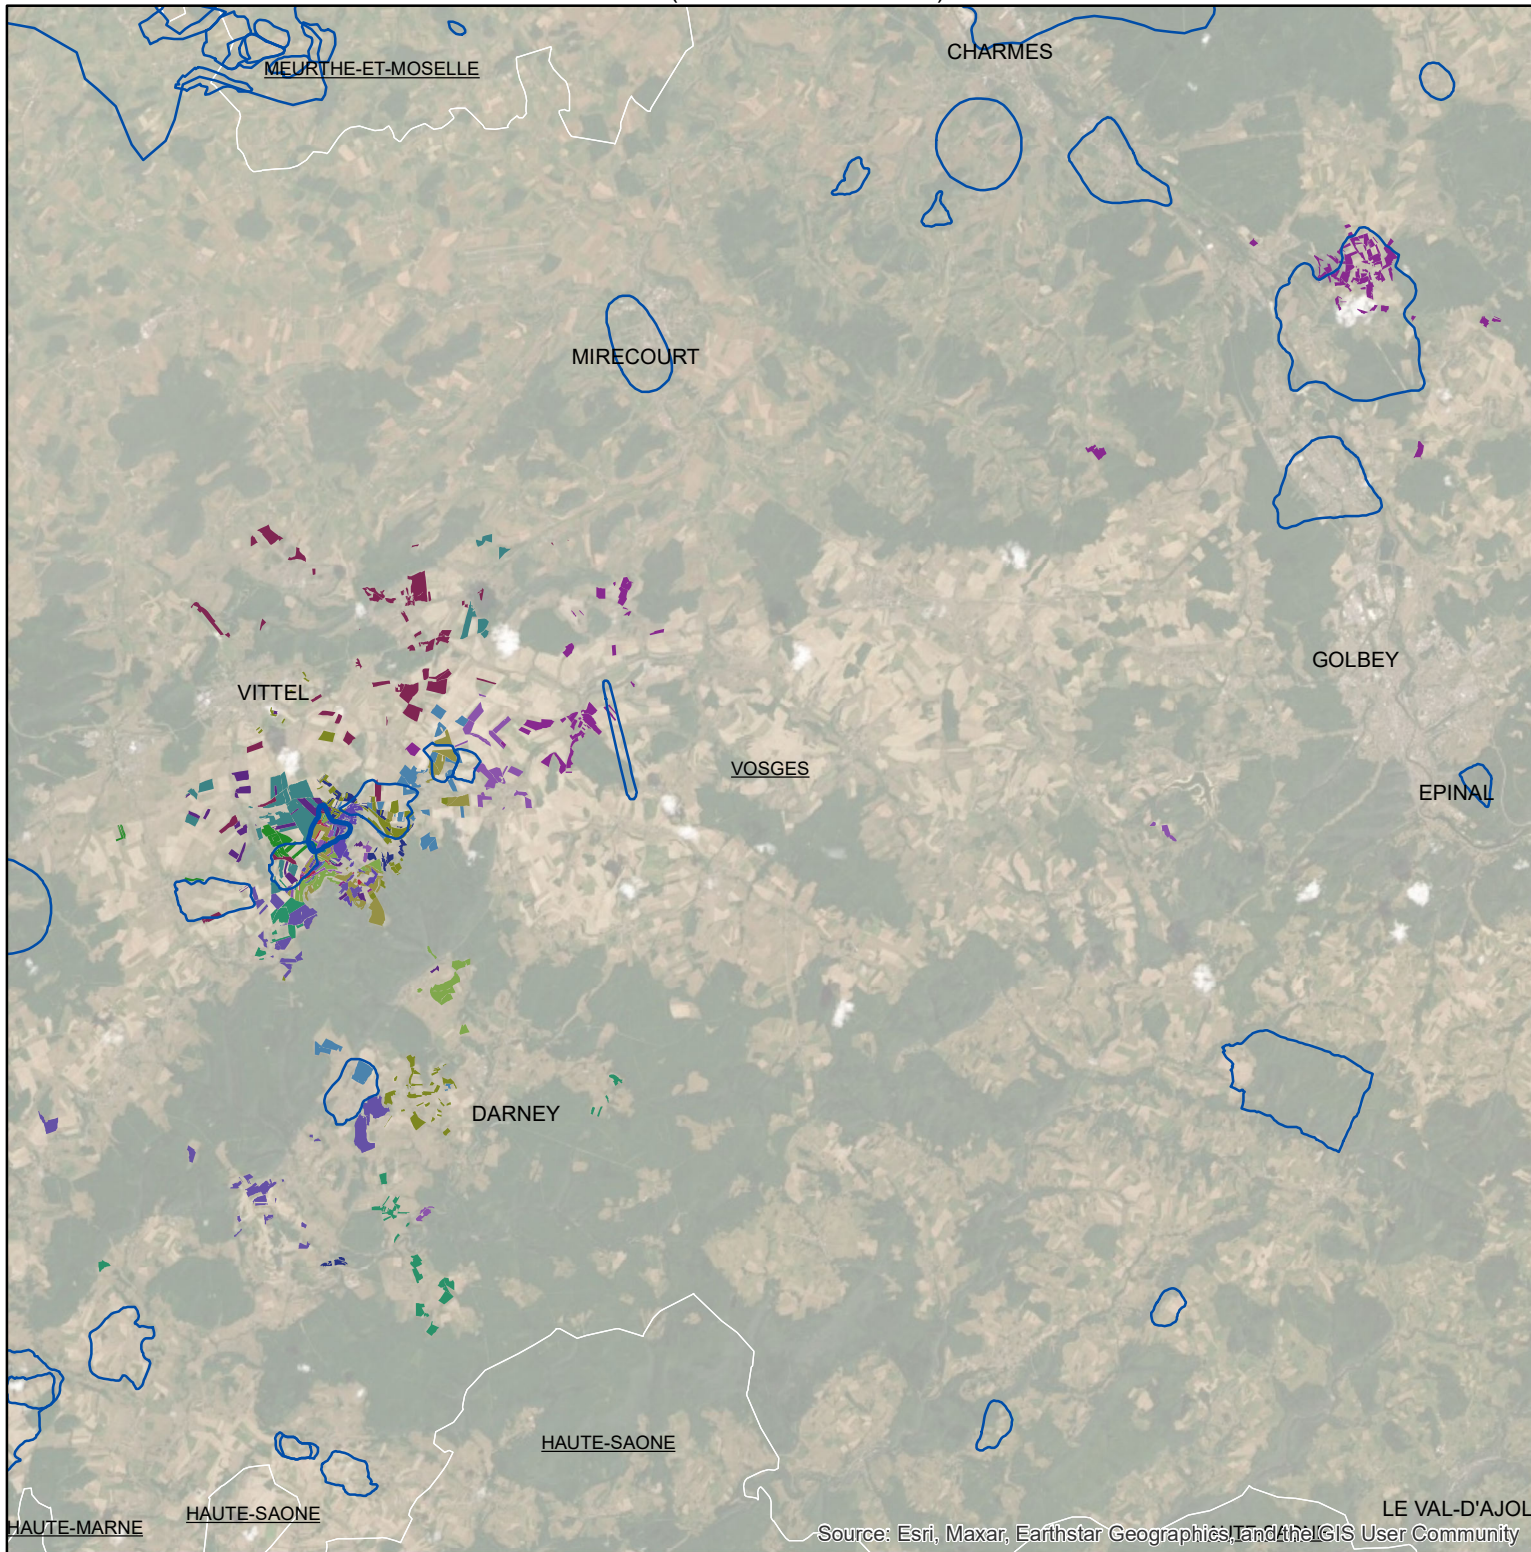 CHARMES
MEURTHE-ET-MOSELLE
MIRECOURT
GOLBEY
VITTEL
VOSGES
EPINAL
DARNEY
HAUTE-SAONE
HAUTE-SAONE
LE VAL-D'AJOL
HAUTE-MARNE
Source: Esri, Maxar, Earthstar Geographics, and the GIS User Community